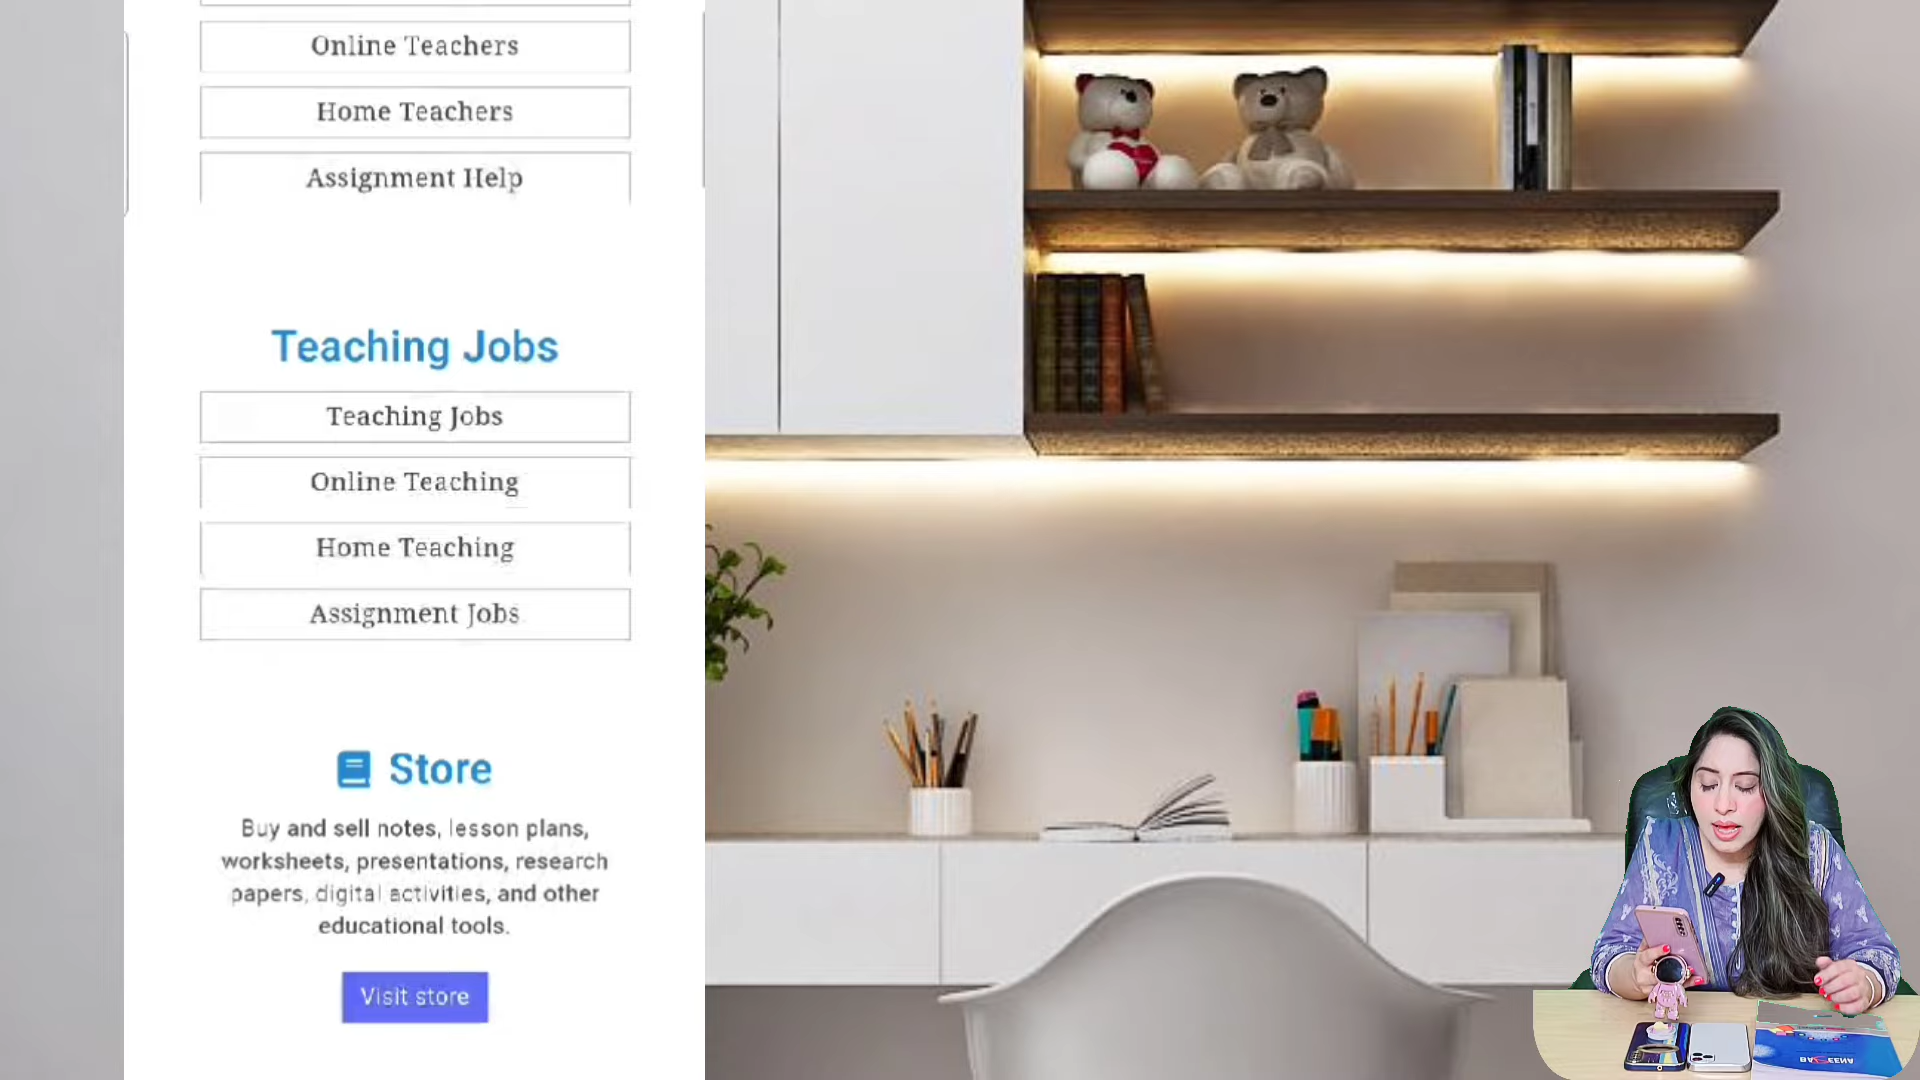 Online Teachers
Home Teachers
Assignment Help
Teaching Jobs
Teaching Jobs
Online Teaching
Home Teaching
Assignment Jobs
Store
Buy and sell notes, lesson plans,
worksheets, presentations, research
papers, digital activities, and other
educational tools.
Visit store